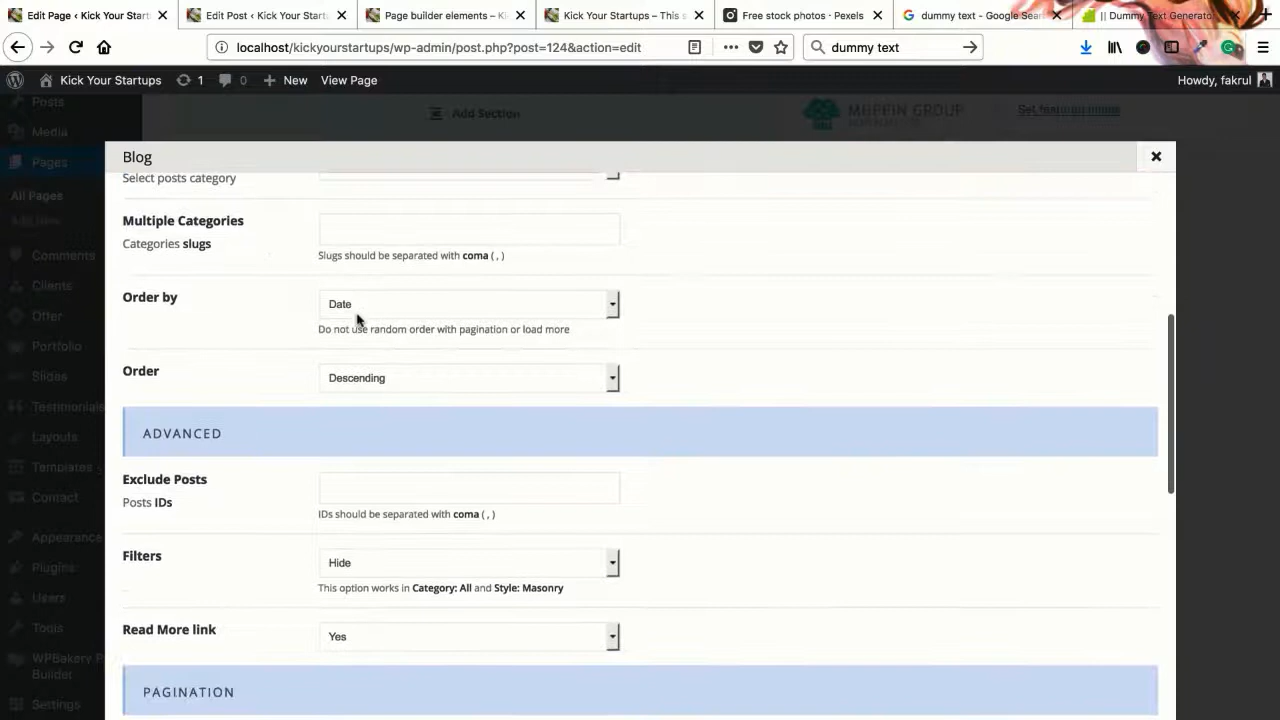 Edit Page ‹ Kick Your Startups
Edit Post ‹ Kick Your Start
Page builder elements – K
Kick Your Startups – This s
Free stock photos · Pexels
dummy text - Google Sear
|| Dummy Text Generator
localhost/kickyourstartups/wp-admin/post.php?post=124&action=edit
dummy text
Kick Your Startups
1
0
New
View Page
Howdy, fakrul
Posts
Media
Pages
All Pages
Add New
Comments
Clients
Offer
Portfolio
Slides
Testimonials
Layouts
Templates
Contact
Appearance
Plugins
Users
Tools
WPBakery P
Builder
Settings
Add Section
MUFFIN GROUP
Set featured image
Blog
Select posts category
Multiple Categories
Categories slugs
Slugs should be separated with coma ( , )
Order by
Date
Do not use random order with pagination or load more
Order
Descending
ADVANCED
Exclude Posts
Posts IDs
IDs should be separated with coma ( , )
Filters
Hide
This option works in Category: All and Style: Masonry
Read More link
Yes
PAGINATION